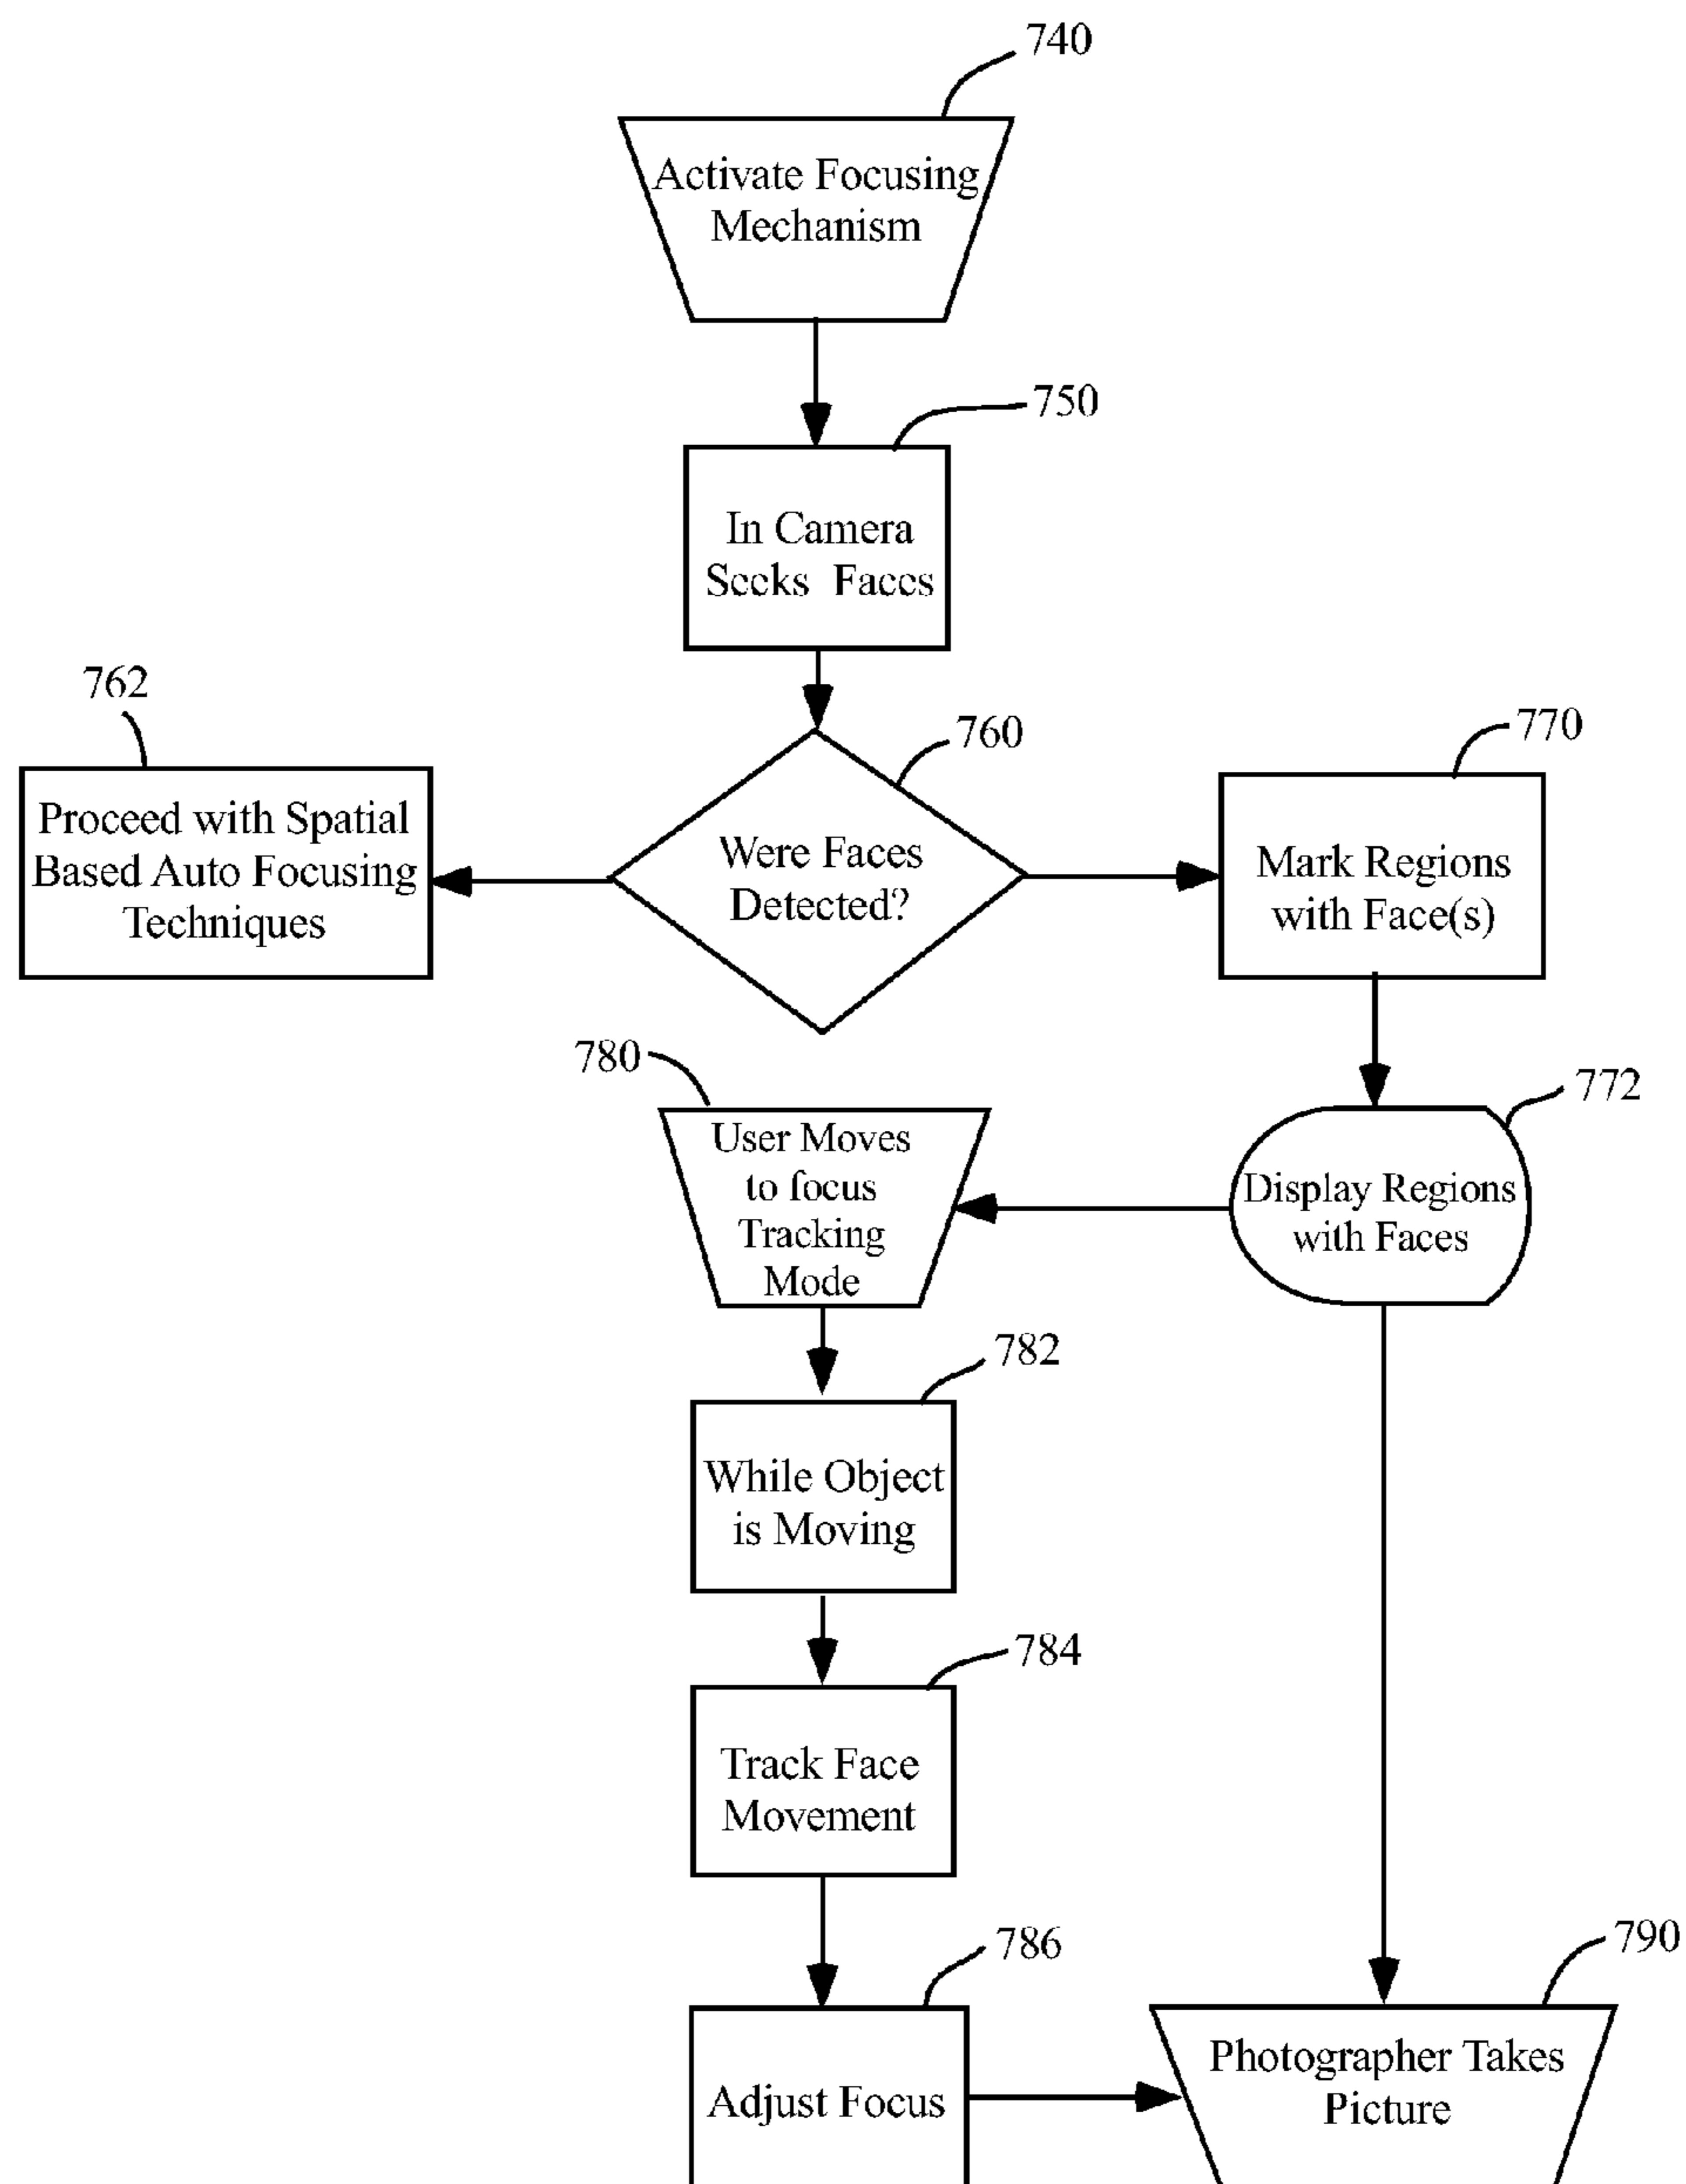 740
Activate Focusing
Mechanism
750
In Camera
Seeks Faces
762
760
770
Proceed with Spatial
Based Auto Focusing
Techniques
Were Faces
Detected?
Mark Regions
with Face(s)
780
772
User Moves
to focus
Tracking
Mode
Display Regions
with Faces
782
While Object
is Moving
784
Track Face
Movement
786
790
Adjust Focus
Photographer Takes
Picture